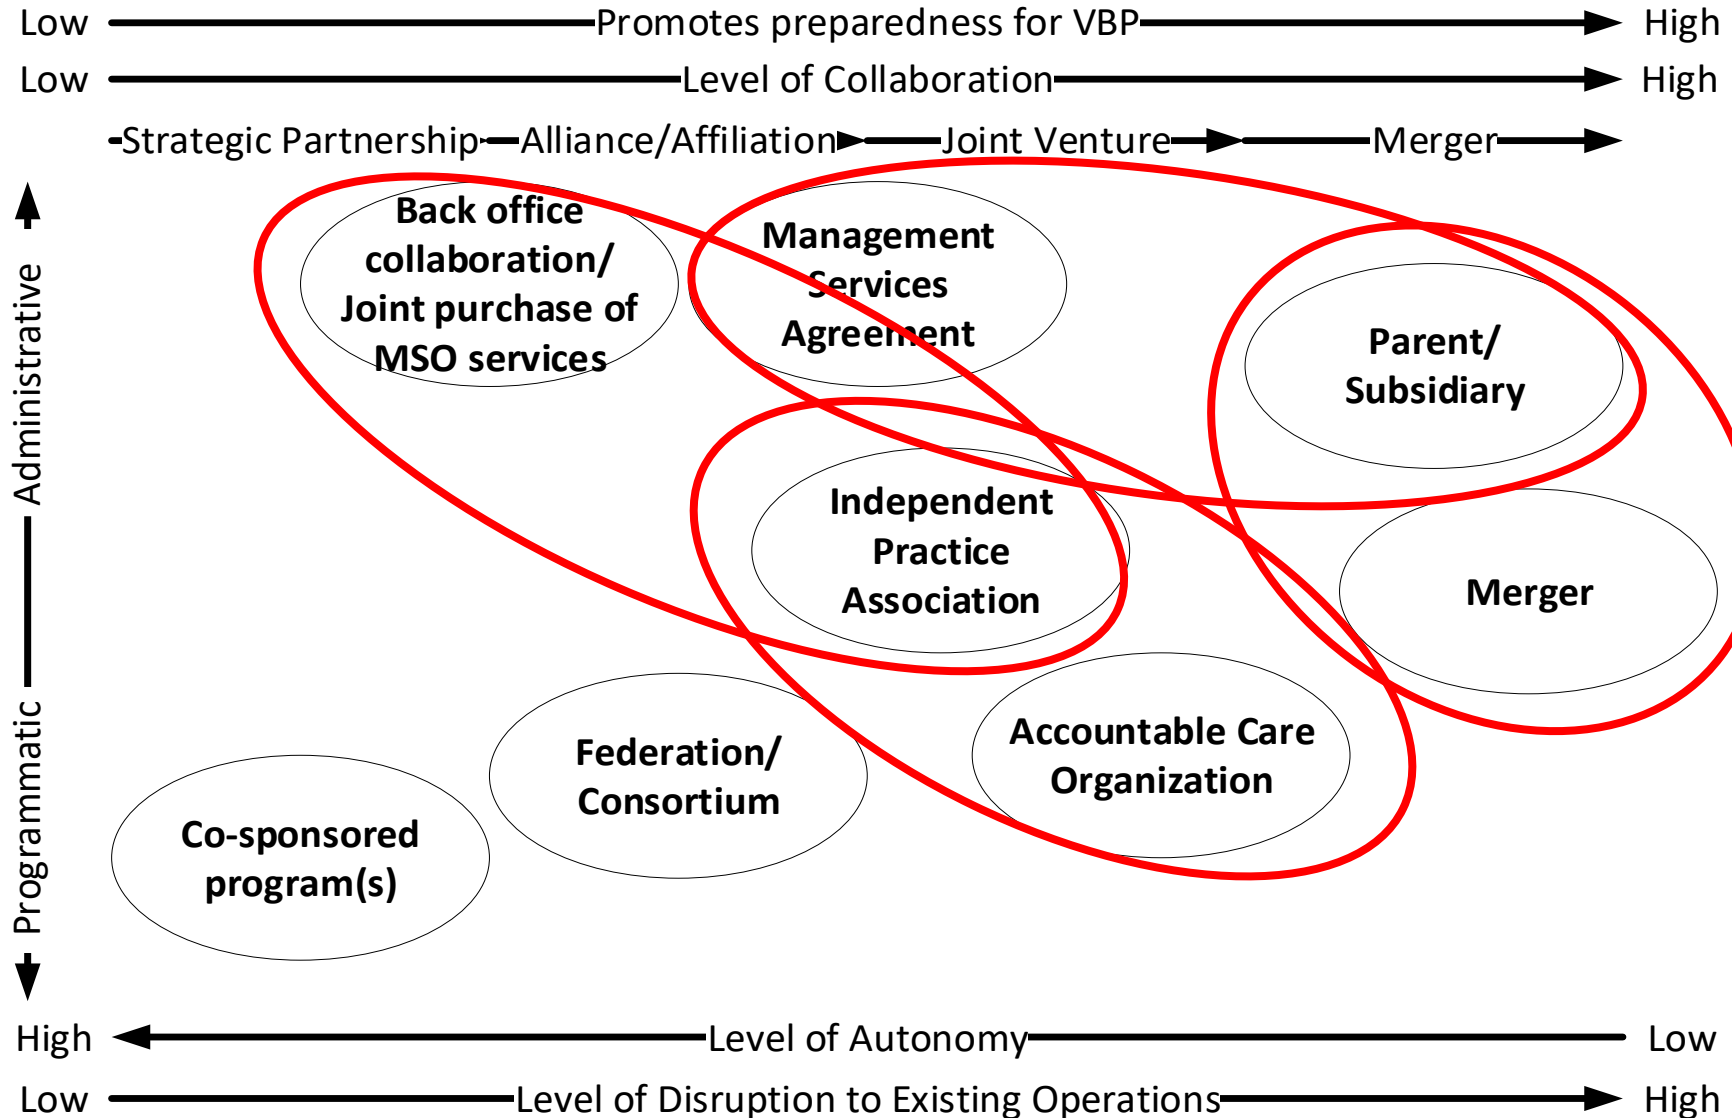 Low Promotes preparedness for VBP High
Low Level of Collaboration High
Strategic Partnership Alliance/Affiliation Joint Venture Merger
Administrative
Programmatic
Back office
collaboration/
Joint purchase of
MSO services
Management
Services
Agreement
Parent/
Subsidiary
Independent
Practice
Association
Merger
Federation/
Consortium
Accountable Care
Organization
Co-sponsored
program(s)
High Level of Autonomy Low
Low Level of Disruption to Existing Operations High